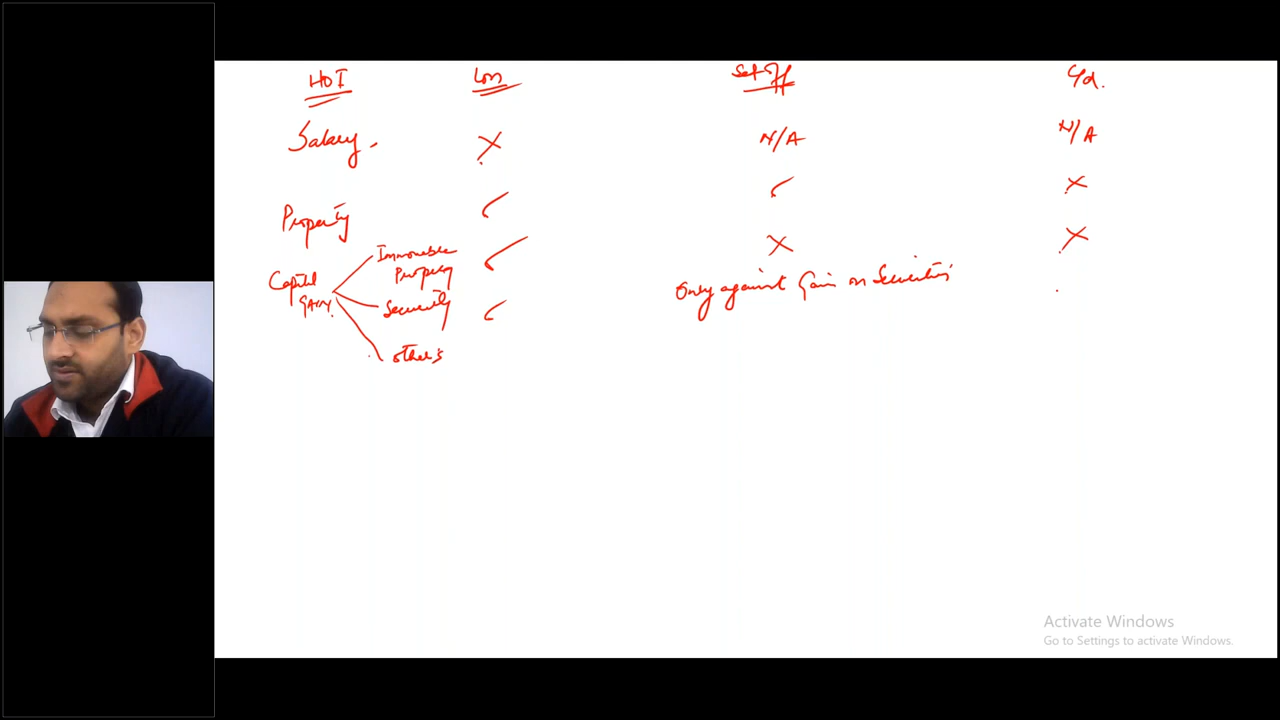 HOI Loss Set off C/d.
Salary. X N/A N/A
Property ✓ ✓ X
Immovable Property ✓ X X
Capital GAIN.
Security ✓ Only against Gain on Securities
others
Activate Windows
Go to Settings to activate Windows.